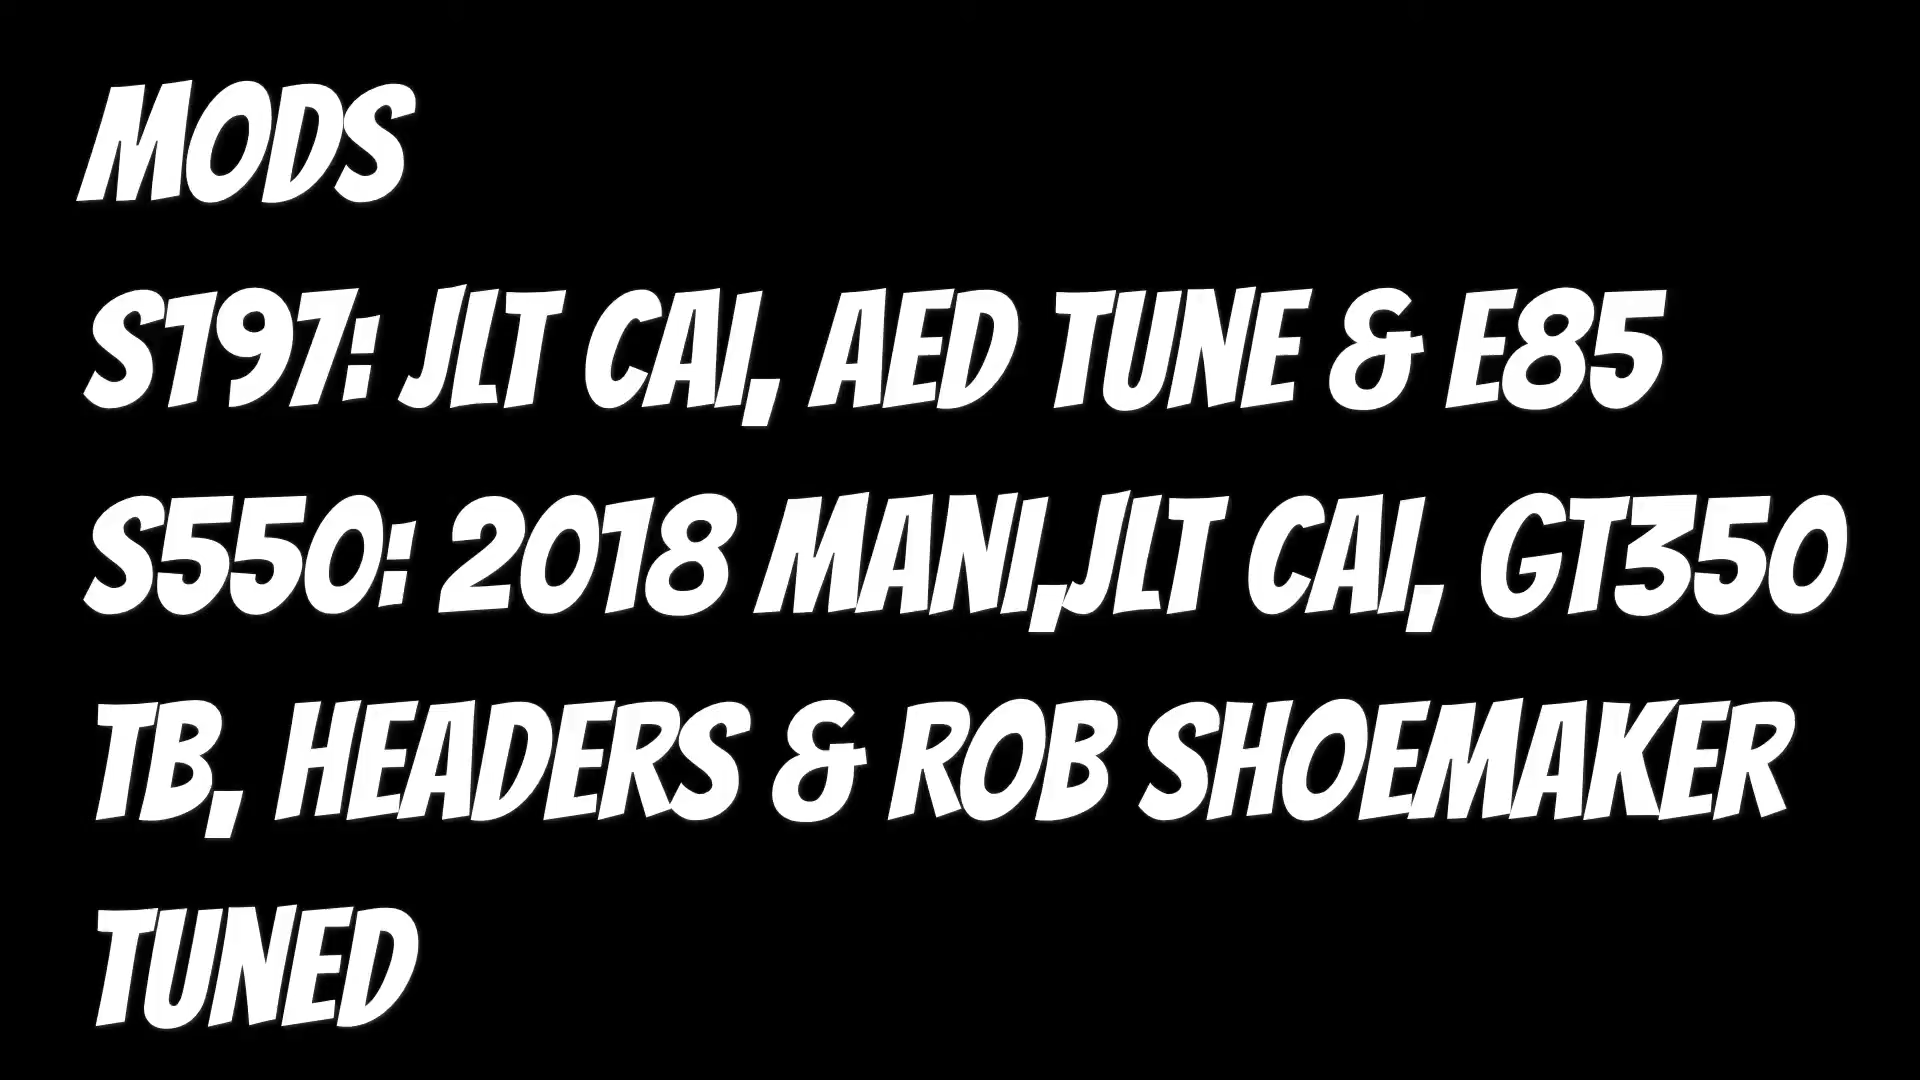 MODS
S197: JLT CAI, AED TUNE & E85
S550: 2018 MANI,JLT CAI, GT350
TB, HEADERS & ROB SHOEMAKER
TUNED